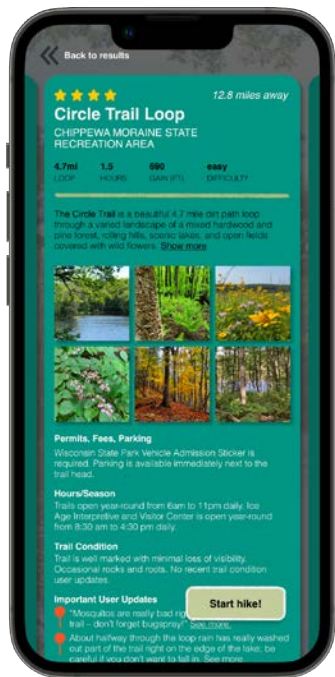 Back to results
12.8 miles away
Circle Trail Loop
CHIPPEWA MORAINE STATE
RECREATION AREA
4.7mi 1.5 690 easy
LOOP HOURS GAIN (FT) DIFFICULTY
The Circle Trail is a beautiful 4.7 mile dirt path loop
through a varied landscape of a mixed hardwood and
pine forest, rolling hills, scenic lakes, and open fields
covered with wild flowers. Show more
Permits, Fees, Parking
Wisconsin State Park Vehicle Admission Sticker is
required. Parking is available immediately next to the
trail head.
Hours/Season
Trails open year-round from 6am to 11pm daily. Ice
Age Interpretive and Visitor Center is open year-round
from 8:30 am to 4:30 pm daily.
Trail Condition
Trail is well marked with minimal loss of visibility.
Occasional rocks and roots. No recent trail condition
user updates.
Important User Updates
Start hike!
"Mosquitos are really bad
trail – don't forget bugspray!" See more.
About halfway through the loop rain has really washed
out part of the trail right on the edge of the lake; be
careful if you don't want to fall in. See more